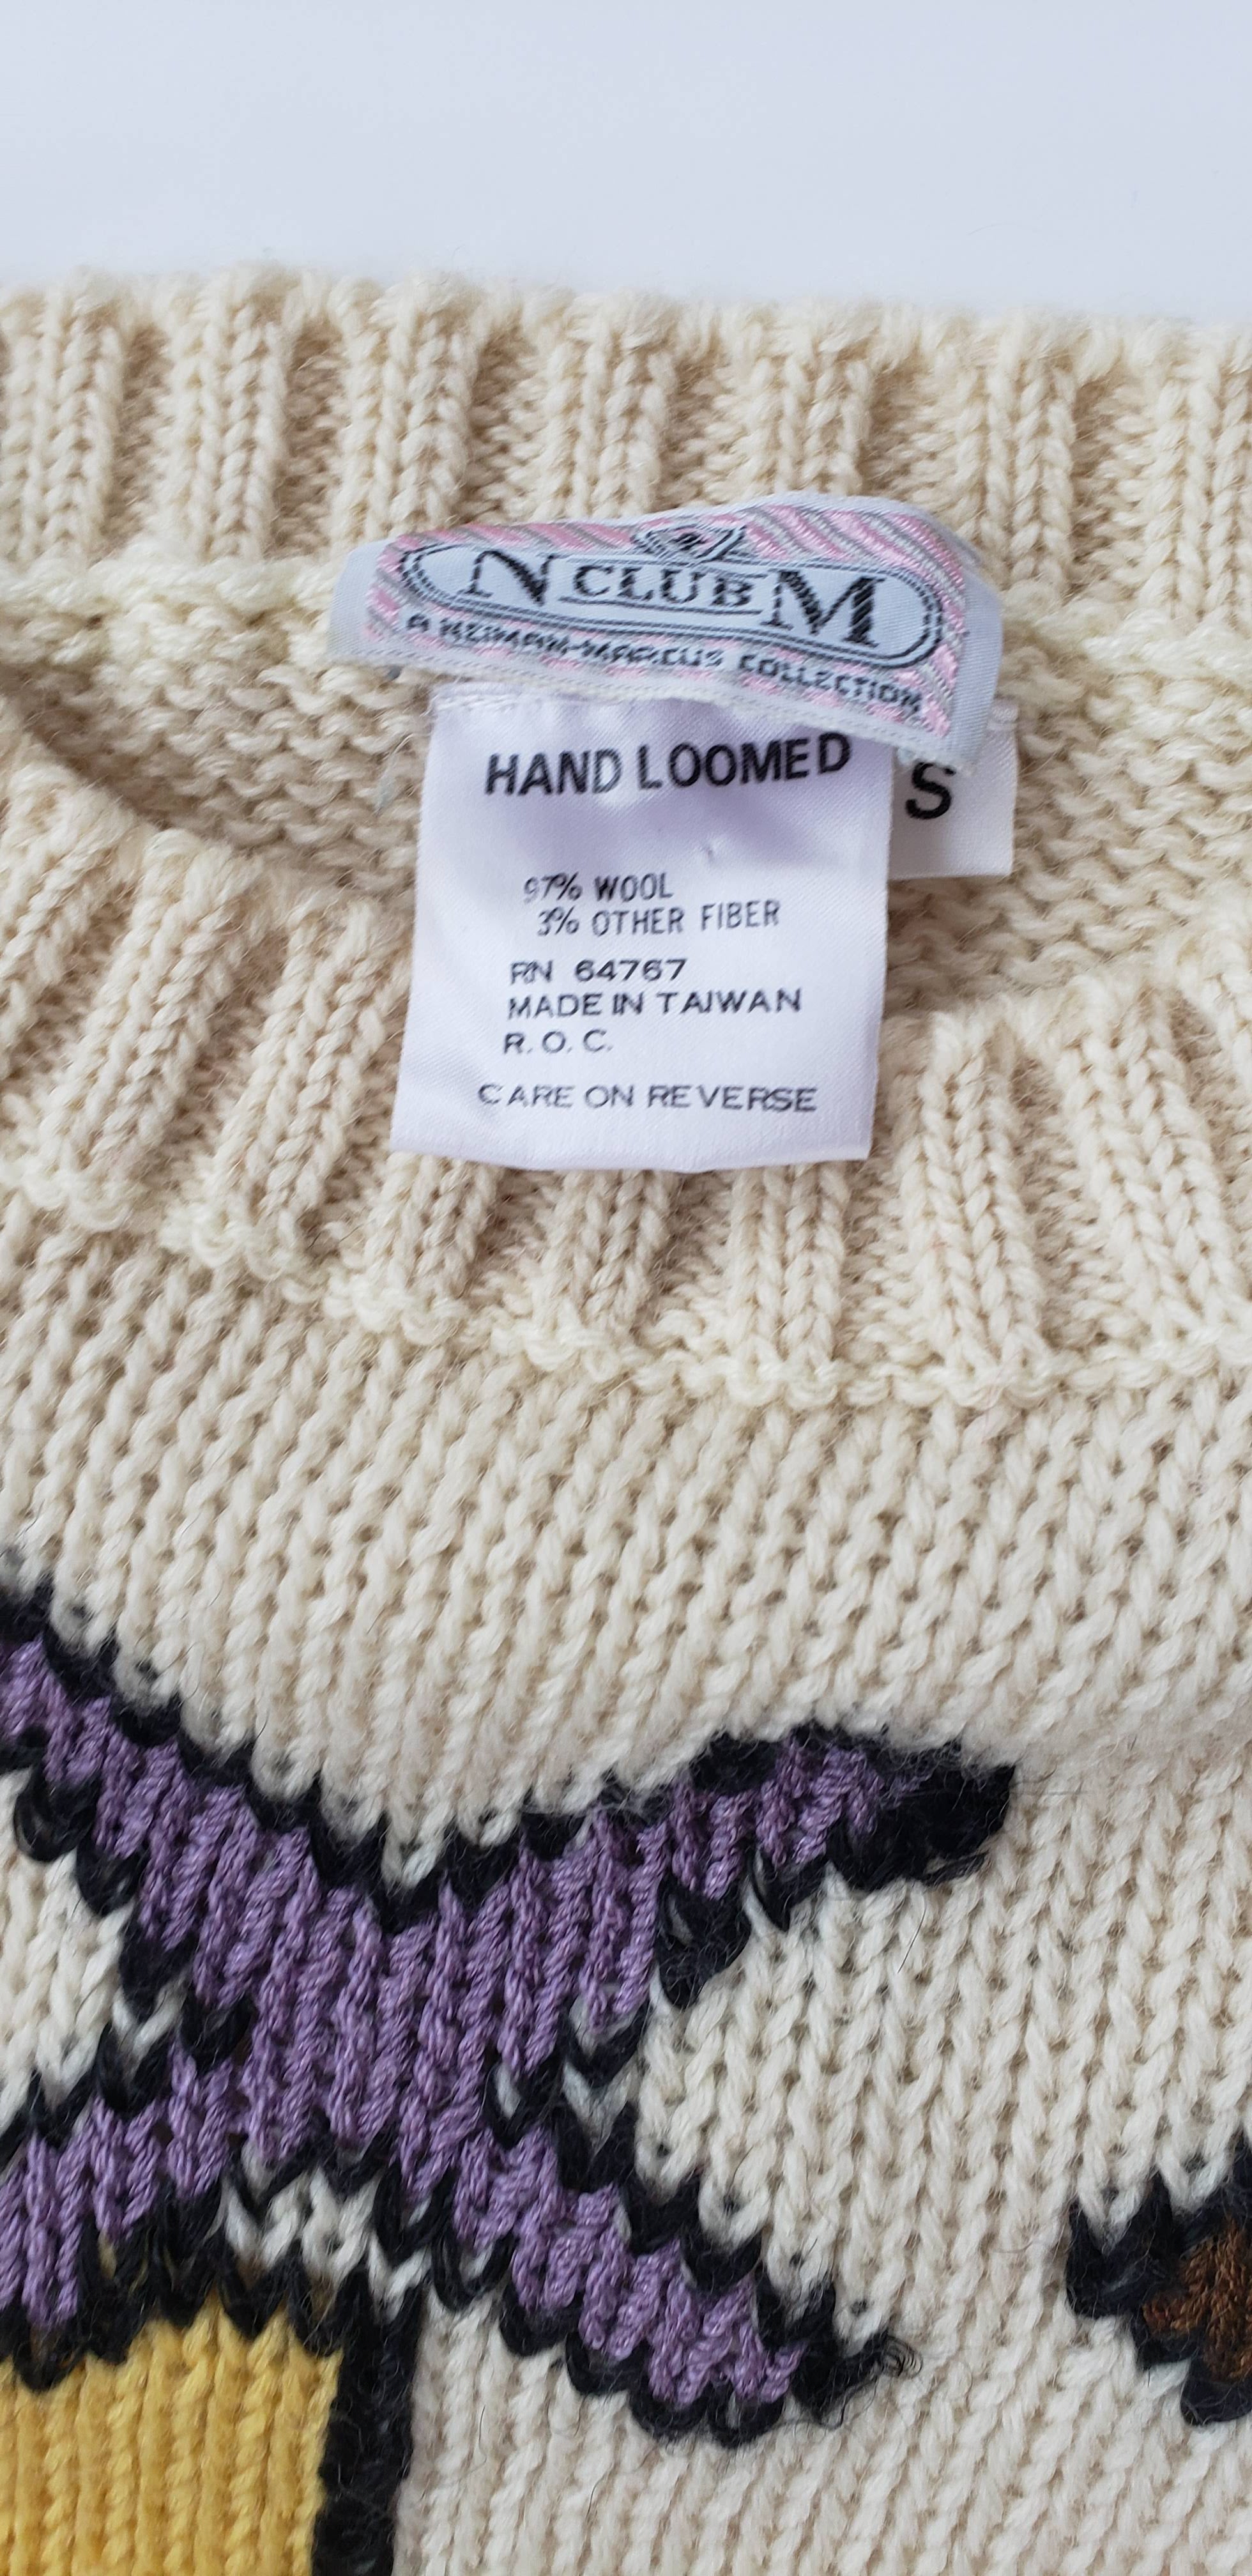 N CLUB M
A NEIMAN-MARCUS COLLECTION
HAND LOOMED
S
97% WOOL
3% OTHER FIBER
RN 64767
MADE IN TAIWAN
R.O.C.
CARE ON REVERSE